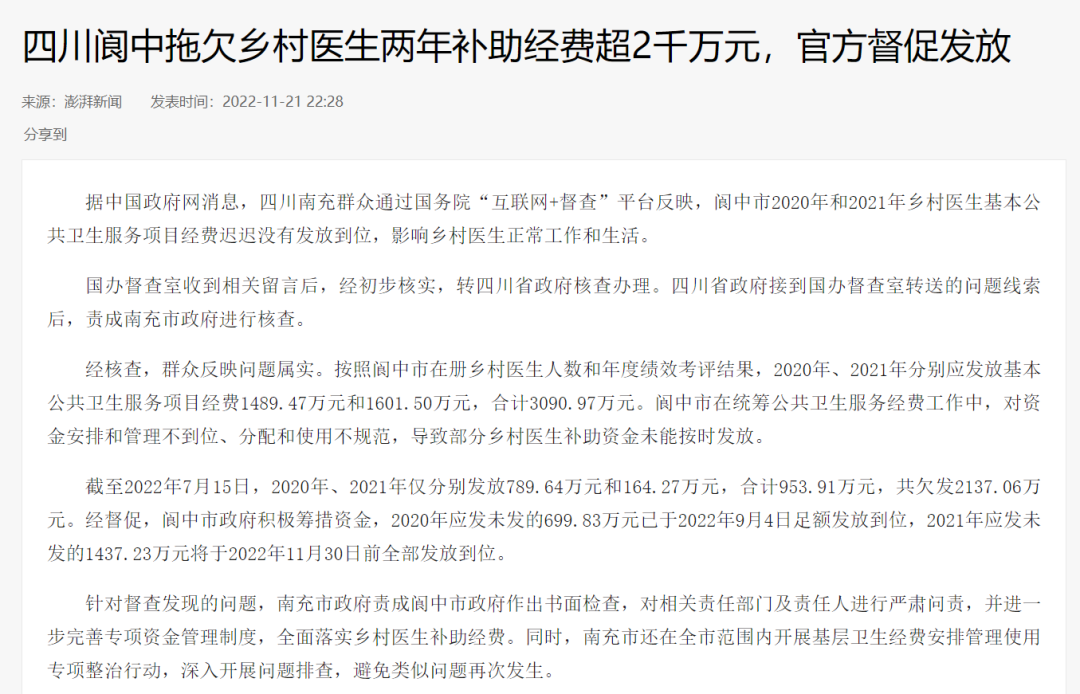 四川阆中拖欠乡村医生两年补助经费超2千万元，官方督促发放
来源：澎湃新闻 发表时间：2022-11-21 22:28
分享到
据中国政府网消息，四川南充群众通过国务院“互联网+督查”平台反映，阆中市2020年和2021年乡村医生基本公
共卫生服务项目经费迟迟没有发放到位，影响乡村医生正常工作和生活。
国办督查室收到相关留言后，经初步核实，转四川省政府核查办理。四川省政府接到国办督查室转送的问题线索
后，责成南充市政府进行核查。
经核查，群众反映问题属实。按照阆中市在册乡村医生人数和年度绩效考评结果，2020年、2021年分别应发放基本
公共卫生服务项目经费1489.47万元和1601.50万元，合计3090.97万元。阆中市在统筹公共卫生服务经费工作中，对资
金安排和管理不到位、分配和使用不规范，导致部分乡村医生补助资金未能按时发放。
截至2022年7月15日，2020年、2021年仅分别发放789.64万元和164.27万元，合计953.91万元，共欠发2137.06万
元。经督促，阆中市政府积极筹措资金，2020年应发未发的699.83万元已于2022年9月4日足额发放到位，2021年应发未
发的1437.23万元将于2022年11月30日前全部发放到位。
针对督查发现的问题，南充市政府责成阆中市政府作出书面检查，对相关责任部门及责任人进行严肃问责，并进一
步完善专项资金管理制度，全面落实乡村医生补助经费。同时，南充市还在全市范围内开展基层卫生经费安排管理使用
专项整治行动，深入开展问题排查，避免类似问题再次发生。